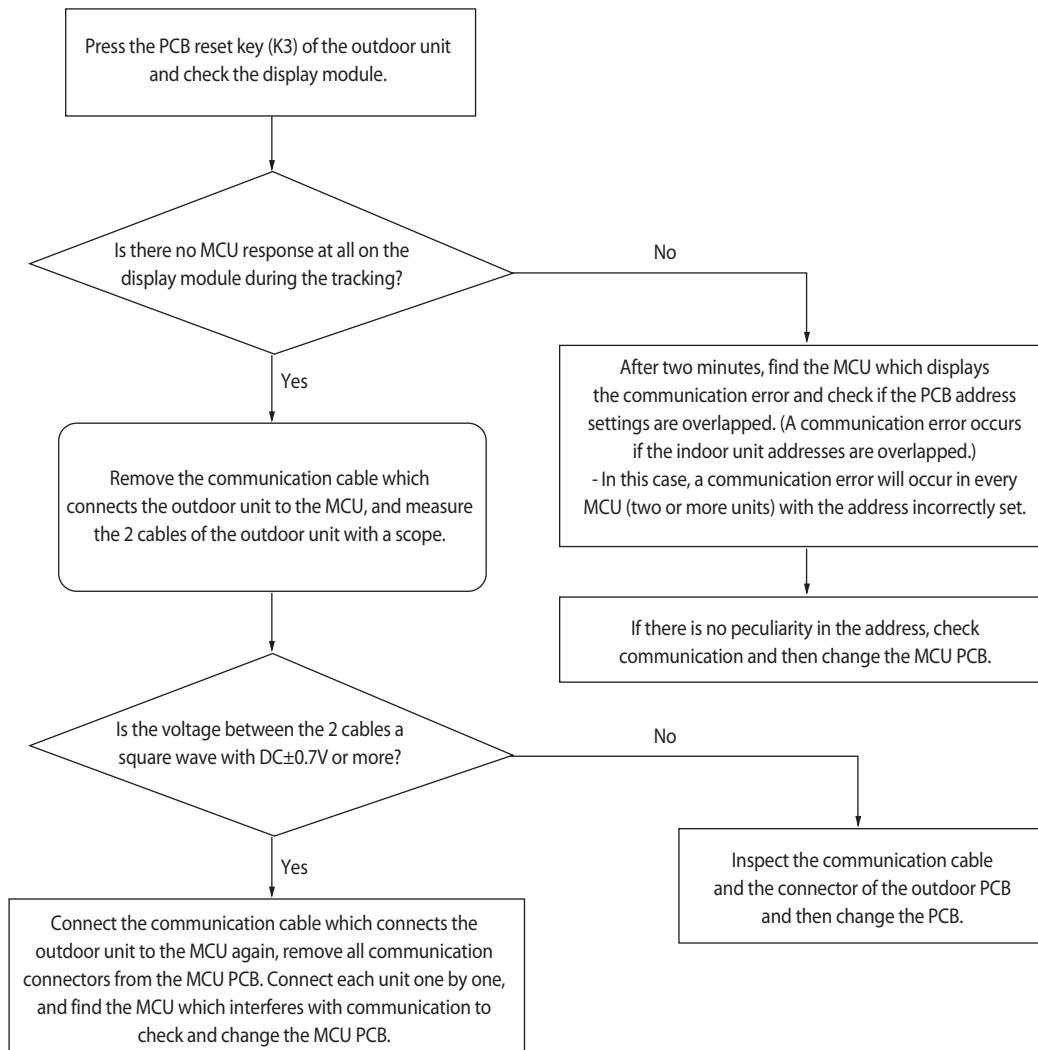 Press the PCB reset key (K3) of the outdoor unit
and check the display module.
Is there no MCU response at all on the
display module during the tracking?
No
Yes
After two minutes, find the MCU which displays
the communication error and check if the PCB address
settings are overlapped. (A communication error occurs
if the indoor unit addresses are overlapped.)
- In this case, a communication error will occur in every
MCU (two or more units) with the address incorrectly set.
Remove the communication cable which
connects the outdoor unit to the MCU, and measure
the 2 cables of the outdoor unit with a scope.
If there is no peculiarity in the address, check
communication and then change the MCU PCB.
Is the voltage between the 2 cables a
square wave with DC±0.7V or more?
No
Yes
Inspect the communication cable
and the connector of the outdoor PCB
and then change the PCB.
Connect the communication cable which connects the
outdoor unit to the MCU again, remove all communication
connectors from the MCU PCB. Connect each unit one by one,
and find the MCU which interferes with communication to
check and change the MCU PCB.